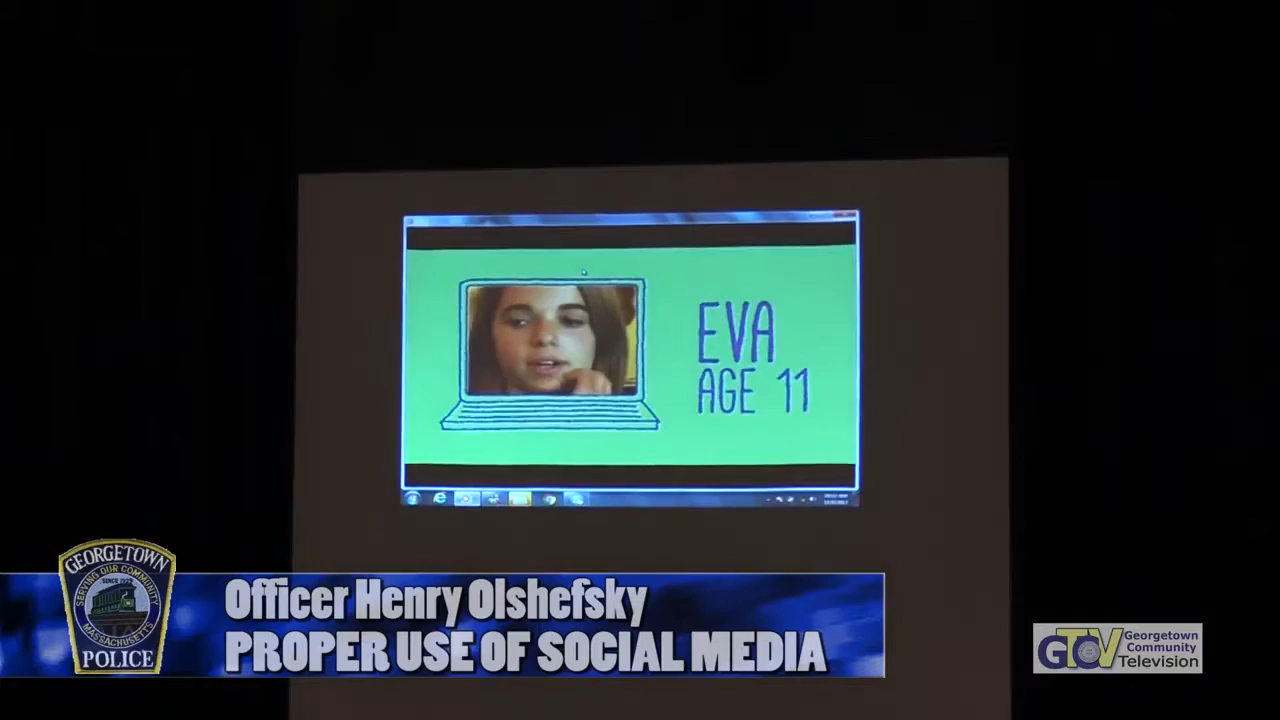 EVA
AGE 11
GEORGETOWN
SERVING OUR COMMUNITY
MASSACHUSETTS
POLICE
Officer Henry Olshefsky
PROPER USE OF SOCIAL MEDIA
GCTV
Georgetown
Community
Television